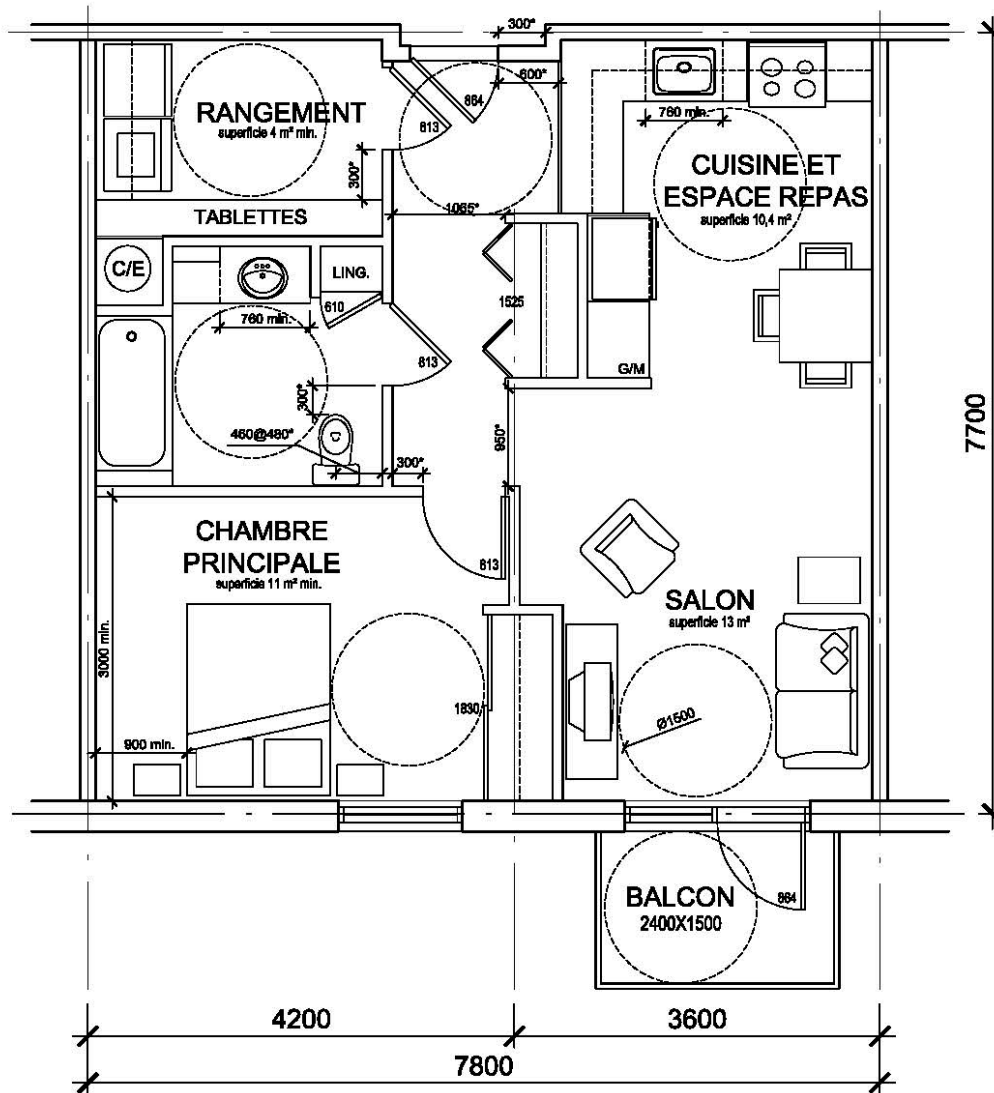 300*
600*
864
RANGEMENT
superficie 4 m² min.
813
300*
760 min.
CUISINE ET
ESPACE REPAS
superficie 10,4 m²
TABLETTES
1065*
C/E
LING.
610
1525
760 min.
813
G/M
300*
460@480*
300*
950*
7700
CHAMBRE
PRINCIPALE
superficie 11 m² min.
813
SALON
superficie 13 m²
3000 min.
1830
Ø1500
900 min.
BALCON
2400X1500
864
4200
3600
7800